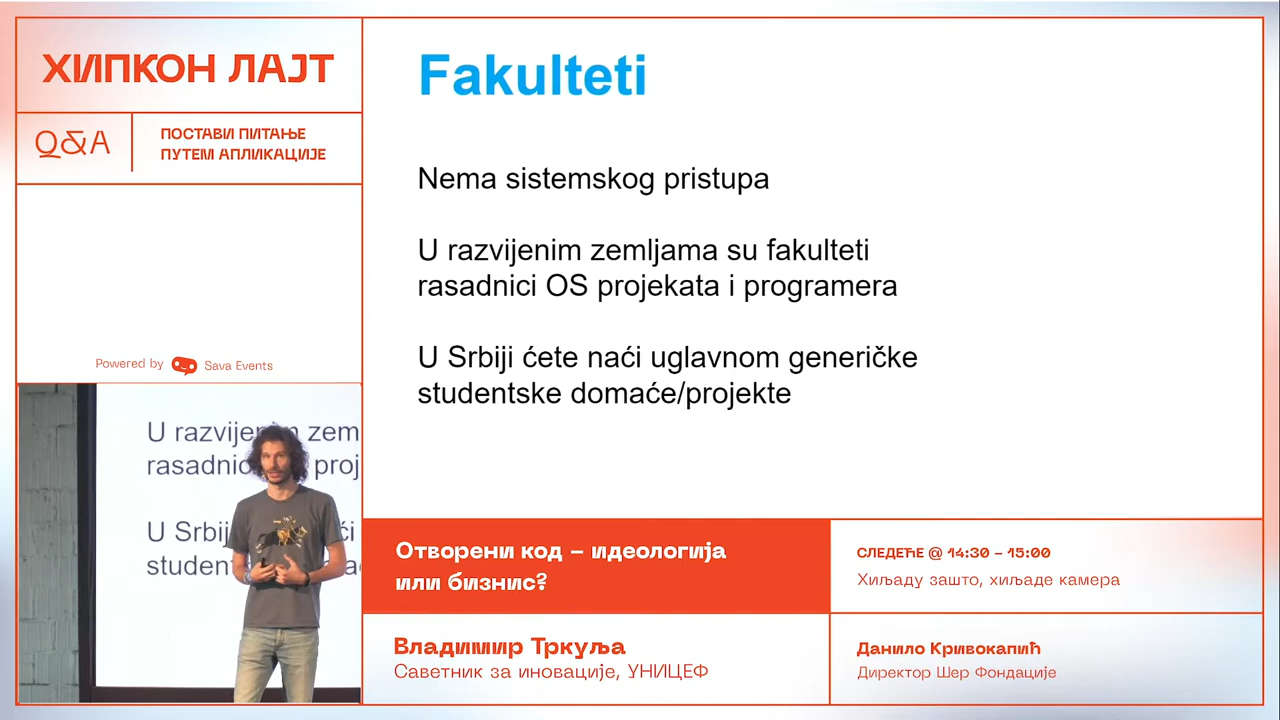 ХИПКОН ЛАЈТ
Q&A
ПОСТАВИ ПИТАЊЕ
ПУТЕМ АПЛИКАЦИЈЕ
Powered by Sava Events
Fakulteti
Nema sistemskog pristupa
U razvijenim zemljama su fakulteti
rasadnici OS projekata i programera
U Srbiji ćete naći uglavnom generičke
studentske domaće/projekte
U razvijenim zem
rasadnic proj
U Srbij ći
studen
Отворени код – идеологија
или бизнис?
Владимир Тркуља
Саветник за иновације, УНИЦЕФ
СЛЕДЕЋЕ @ 14:30 – 15:00
Хиљаду зашто, хиљаде камера
Данило Кривокапић
Директор Шер Фондације